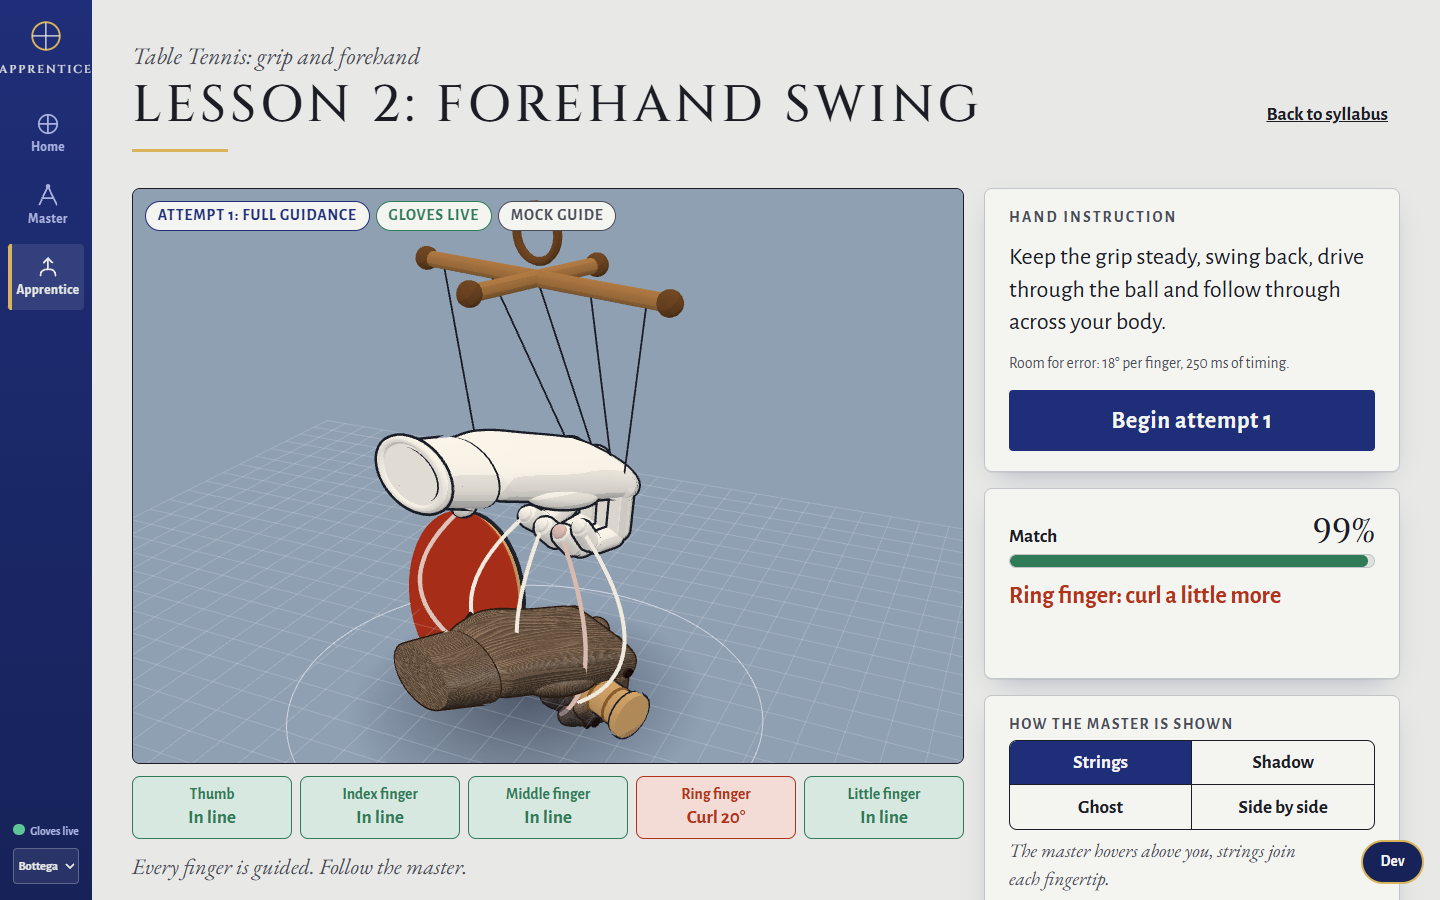 APPRENTICE
Home
Master
Apprentice
Gloves live
Bottega
Table Tennis: grip and forehand
LESSON 2: FOREHAND SWING
Back to syllabus
ATTEMPT 1: FULL GUIDANCE
GLOVES LIVE
MOCK GUIDE
Thumb
In line
Index finger
In line
Middle finger
In line
Ring finger
Curl 20°
Little finger
In line
Every finger is guided. Follow the master.
HAND INSTRUCTION
Keep the grip steady, swing back, drive
through the ball and follow through
across your body.
Room for error: 18° per finger, 250 ms of timing.
Begin attempt 1
Match
99%
Ring finger: curl a little more
HOW THE MASTER IS SHOWN
Strings
Shadow
Ghost
Side by side
The master hovers above you, strings join
each fingertip.
Dev